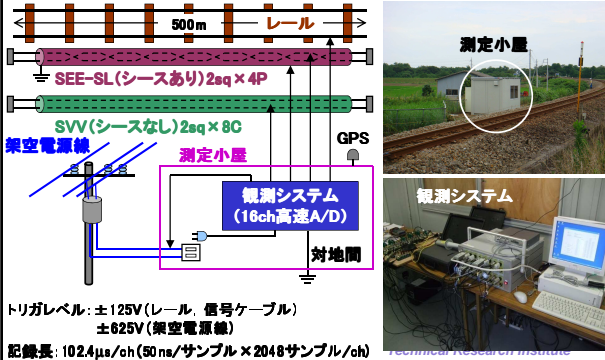 500m
レール
SEE-SL(シースあり)2sq×4P
SVV(シースなし)2sq×8C
架空電源線
測定小屋
GPS
観測システム
(16ch高速A/D)
対地間
トリガレベル:±125V(レール, 信号ケーブル)
±625V(架空電源線)
記録長:102.4μs/ch(50ns/サンプル×2048サンプル/ch)
測定小屋
観測システム
Technical Research Institute